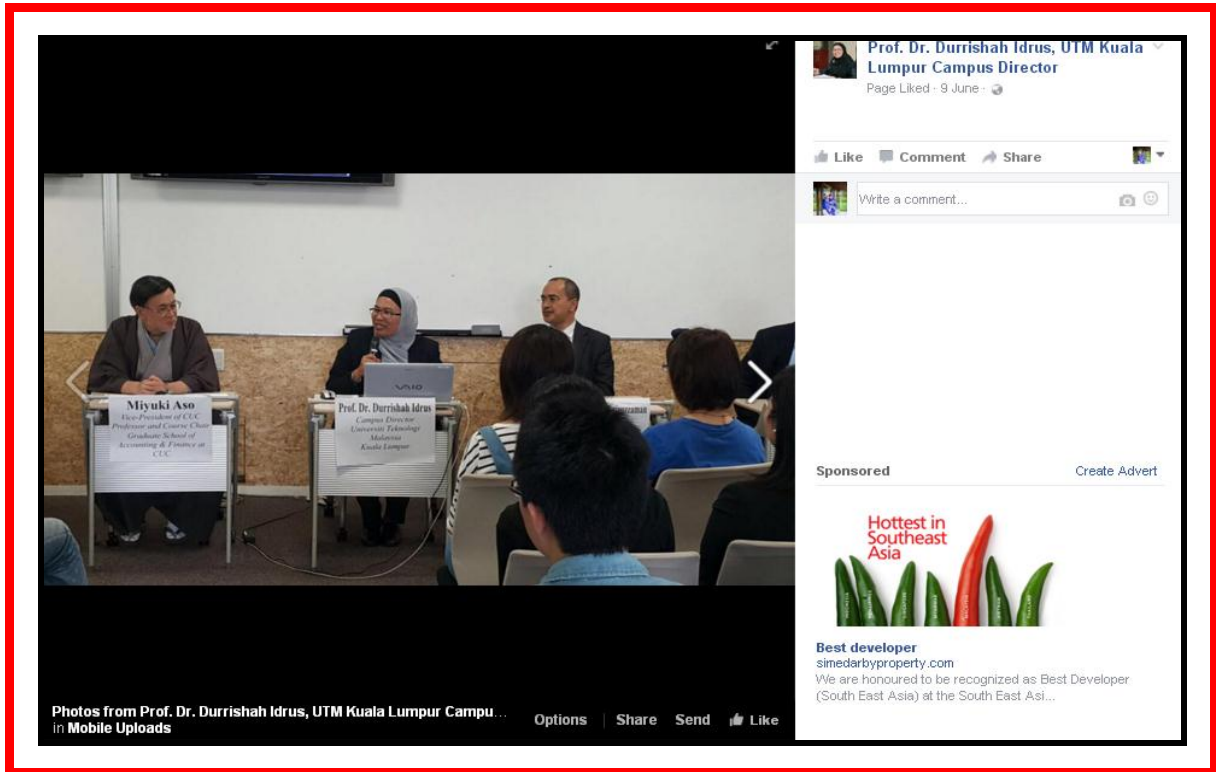 Prof. Dr. Durrishah Idrus, UTM Kuala
Lumpur Campus Director
Page Liked · 9 June ·
Like Comment Share
Write a comment...
VAIO
Miyuki Aso
Vice-President of CUC
Professor and Course Chair
Graduate School of
Accounting & Finance at
CUC
Prof. Dr. Durrishah Idrus
Campus Director
Universiti Teknologi
Malaysia
Kuala Lumpur
Sponsored
Create Advert
Hottest in
Southeast
Asia
Best developer
simedarbyproperty.com
We are honoured to be recognized as Best Developer
(South East Asia) at the South East Asi...
Photos from Prof. Dr. Durrishah Idrus, UTM Kuala Lumpur Campu...
in Mobile Uploads
Options Share Send Like